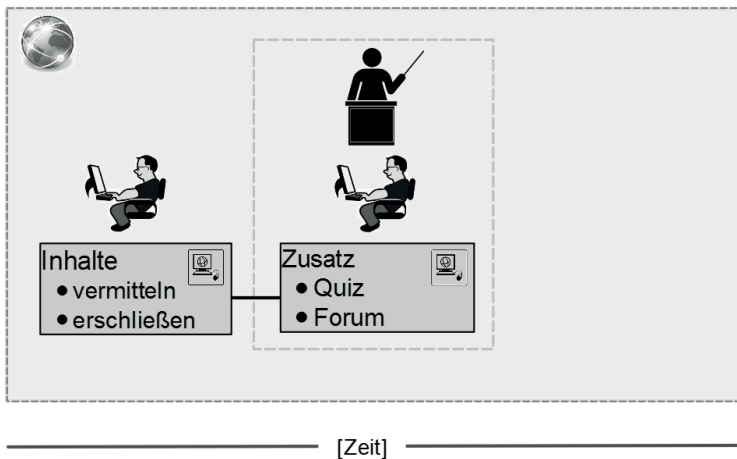 Inhalte
● vermitteln
● erschließen
Zusatz
● Quiz
● Forum
[Zeit]